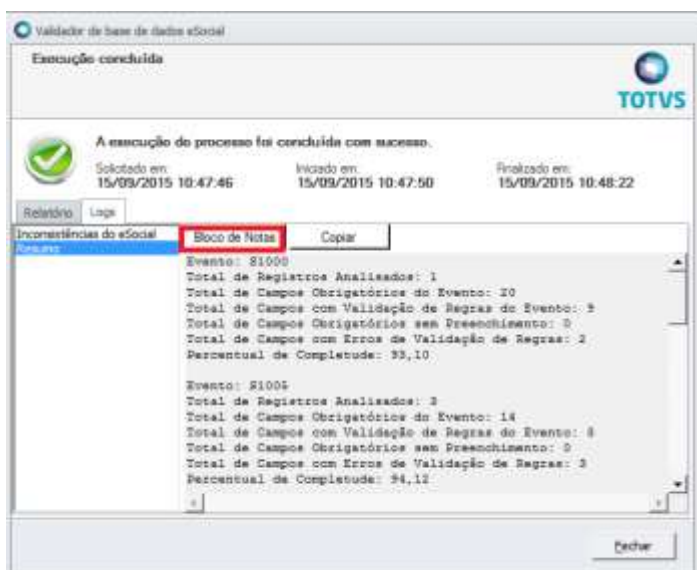 Validador de base de dados eSocial
Execução concluída
TOTVS
A execução do processo foi concluída com sucesso.
Solicitado em:
15/09/2015 10:47:46
Iniciado em:
15/09/2015 10:47:50
Finalizado em:
15/09/2015 10:48:22
Relatório
Logs
Inconsistências do eSocial
Resumo
Bloco de Notas
Copiar
Evento: S1000
Total de Registros Analisados: 1
Total de Campos Obrigatórios do Evento: 20
Total de Campos com Validação de Regras do Evento: 9
Total de Campos Obrigatórios sem Preenchimento: 0
Total de Campos com Erros de Validação de Regras: 2
Percentual de Completude: 93,10
Evento: S1005
Total de Registros Analisados: 3
Total de Campos Obrigatórios do Evento: 14
Total de Campos com Validação de Regras do Evento: 8
Total de Campos Obrigatórios sem Preenchimento: 0
Total de Campos com Erros de Validação de Regras: 3
Percentual de Completude: 94,12
Fechar